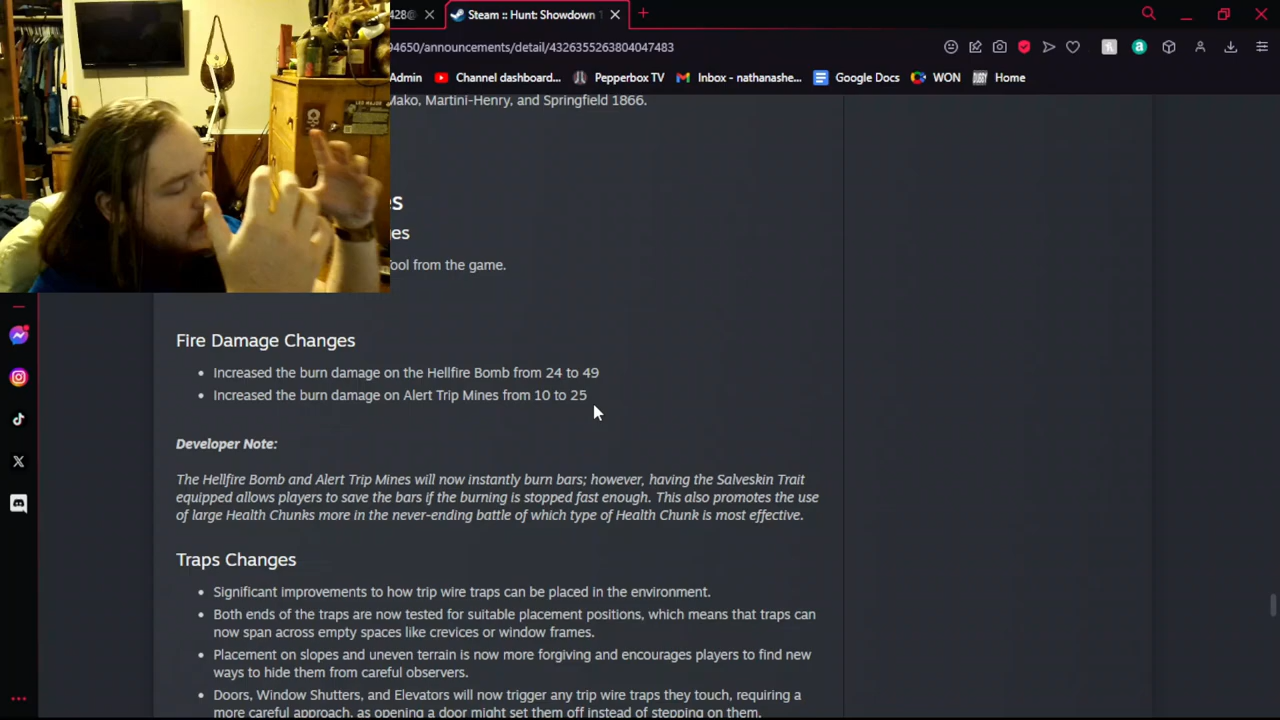 428@
Steam :: Hunt: Showdown
94650/announcements/detail/4326355263804047483
Admin
Channel dashboard...
Pepperbox TV
Inbox - nathanashe...
Google Docs
WON
Home
Mako, Martini-Henry, and Springfield 1866.
es
es
ool from the game.
Fire Damage Changes
• Increased the burn damage on the Hellfire Bomb from 24 to 49
• Increased the burn damage on Alert Trip Mines from 10 to 25
Developer Note:
The Hellfire Bomb and Alert Trip Mines will now instantly burn bars; however, having the Salveskin Trait
equipped allows players to save the bars if the burning is stopped fast enough. This also promotes the use
of large Health Chunks more in the never-ending battle of which type of Health Chunk is most effective.
Traps Changes
• Significant improvements to how trip wire traps can be placed in the environment.
• Both ends of the traps are now tested for suitable placement positions, which means that traps can
now span across empty spaces like crevices or window frames.
• Placement on slopes and uneven terrain is now more forgiving and encourages players to find new
ways to hide them from careful observers.
• Doors, Window Shutters, and Elevators will now trigger any trip wire traps they touch, requiring a
more careful approach, as opening a door might set them off instead of stepping on them.